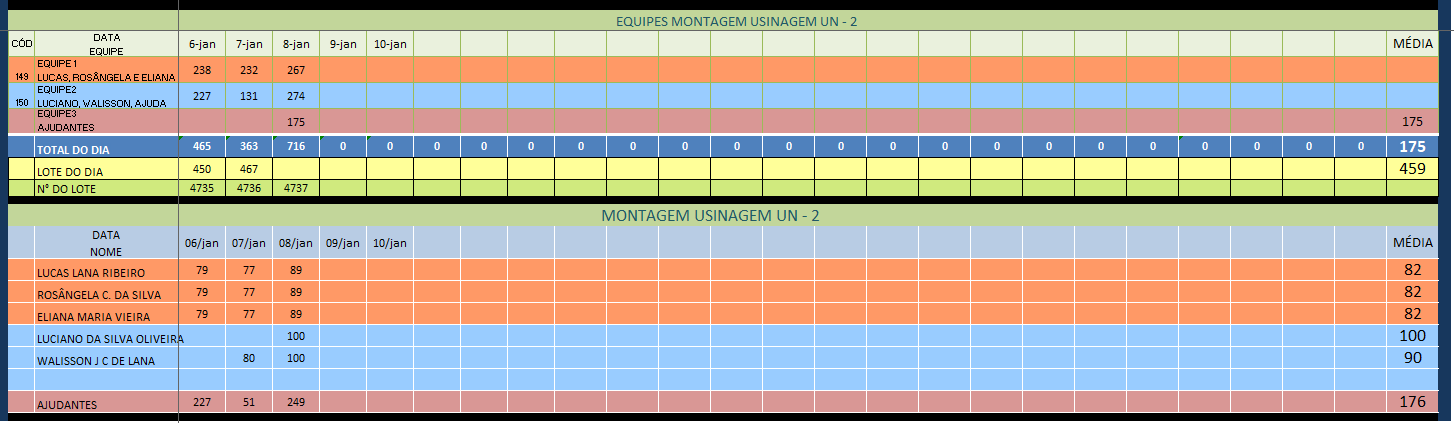 EQUIPES MONTAGEM USINAGEM UN - 2
CÓD DATA EQUIPE 6-jan 7-jan 8-jan 9-jan 10-jan MÉDIA
EQUIPE 1
149 LUCAS, ROSÂNGELA E ELIANA 238 232 267
EQUIPE2
150 LUCIANO, WALISSON, AJUDA 227 131 274
EQUIPE3
AJUDANTES 175 175
TOTAL DO DIA 465 363 716 0 0 0 0 0 0 0 0 0 0 0 0 0 0 0 0 0 0 0 0 0 0 0 175
LOTE DO DIA 450 467 459
N° DO LOTE 4735 4736 4737
MONTAGEM USINAGEM UN - 2
DATA NOME 06/jan 07/jan 08/jan 09/jan 10/jan MÉDIA
LUCAS LANA RIBEIRO 79 77 89 82
ROSÂNGELA C. DA SILVA 79 77 89 82
ELIANA MARIA VIEIRA 79 77 89 82
LUCIANO DA SILVA OLIVEIRA 100 100
WALISSON J C DE LANA 80 100 90
AJUDANTES 227 51 249 176